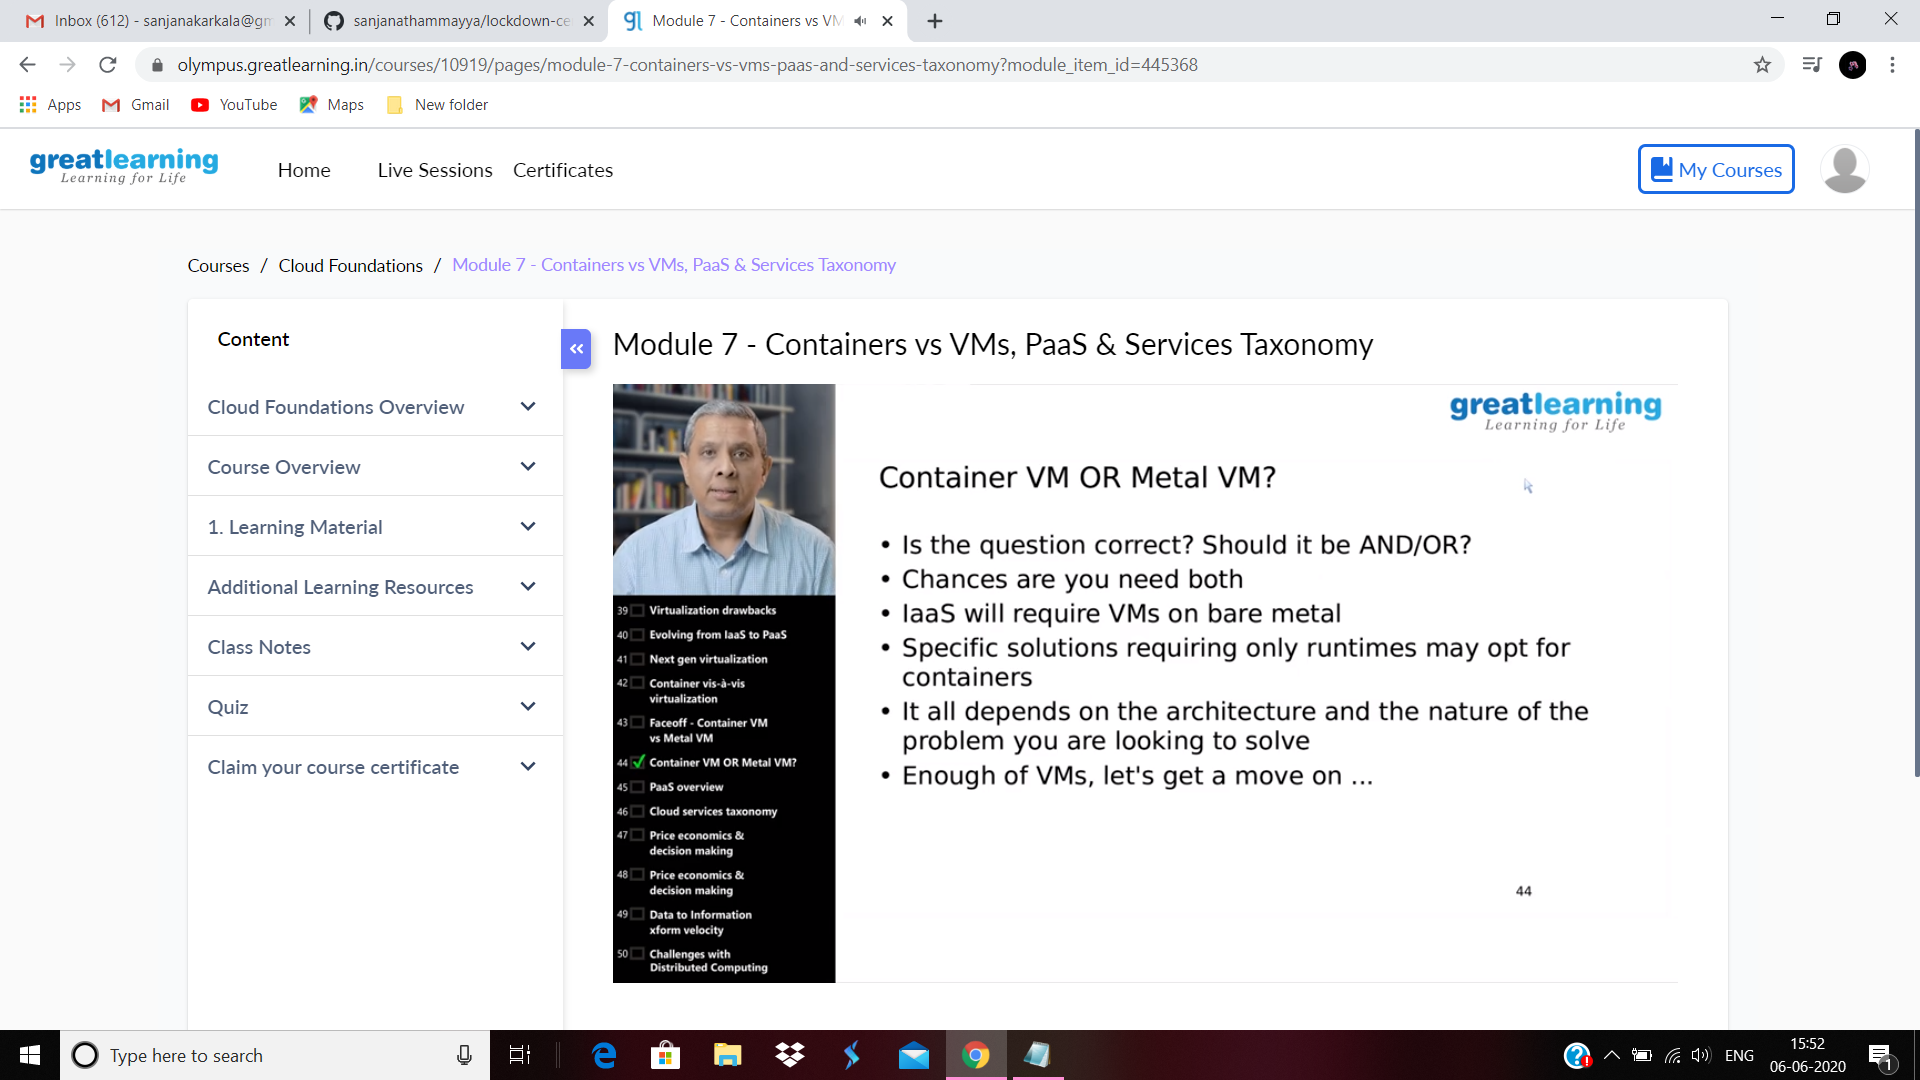 Inbox (612) - sanjanakarkala@gm
sanjanathammayya/lockdown-ce
Module 7 - Containers vs VM
olympus.greatlearning.in/courses/10919/pages/module-7-containers-vs-vms-paas-and-services-taxonomy?module_item_id=445368
Apps Gmail YouTube Maps New folder
greatlearning
Learning for Life
Home Live Sessions Certificates
My Courses
Courses / Cloud Foundations / Module 7 - Containers vs VMs, PaaS & Services Taxonomy
Content
Cloud Foundations Overview
Course Overview
1. Learning Material
Additional Learning Resources
Class Notes
Quiz
Claim your course certificate
Module 7 - Containers vs VMs, PaaS & Services Taxonomy
39 Virtualization drawbacks
40 Evolving from IaaS to PaaS
41 Next gen virtualization
42 Container vis-à-vis
virtualization
43 Faceoff - Container VM
vs Metal VM
44 Container VM OR Metal VM?
45 PaaS overview
46 Cloud services taxonomy
47 Price economics &
decision making
48 Price economics &
decision making
49 Data to Information
xform velocity
50 Challenges with
Distributed Computing
greatlearning
Learning for Life
Container VM OR Metal VM?
• Is the question correct? Should it be AND/OR?
• Chances are you need both
• IaaS will require VMs on bare metal
• Specific solutions requiring only runtimes may opt for
containers
• It all depends on the architecture and the nature of the
problem you are looking to solve
• Enough of VMs, let's get a move on ...
44
Type here to search
ENG
15:52
06-06-2020
1